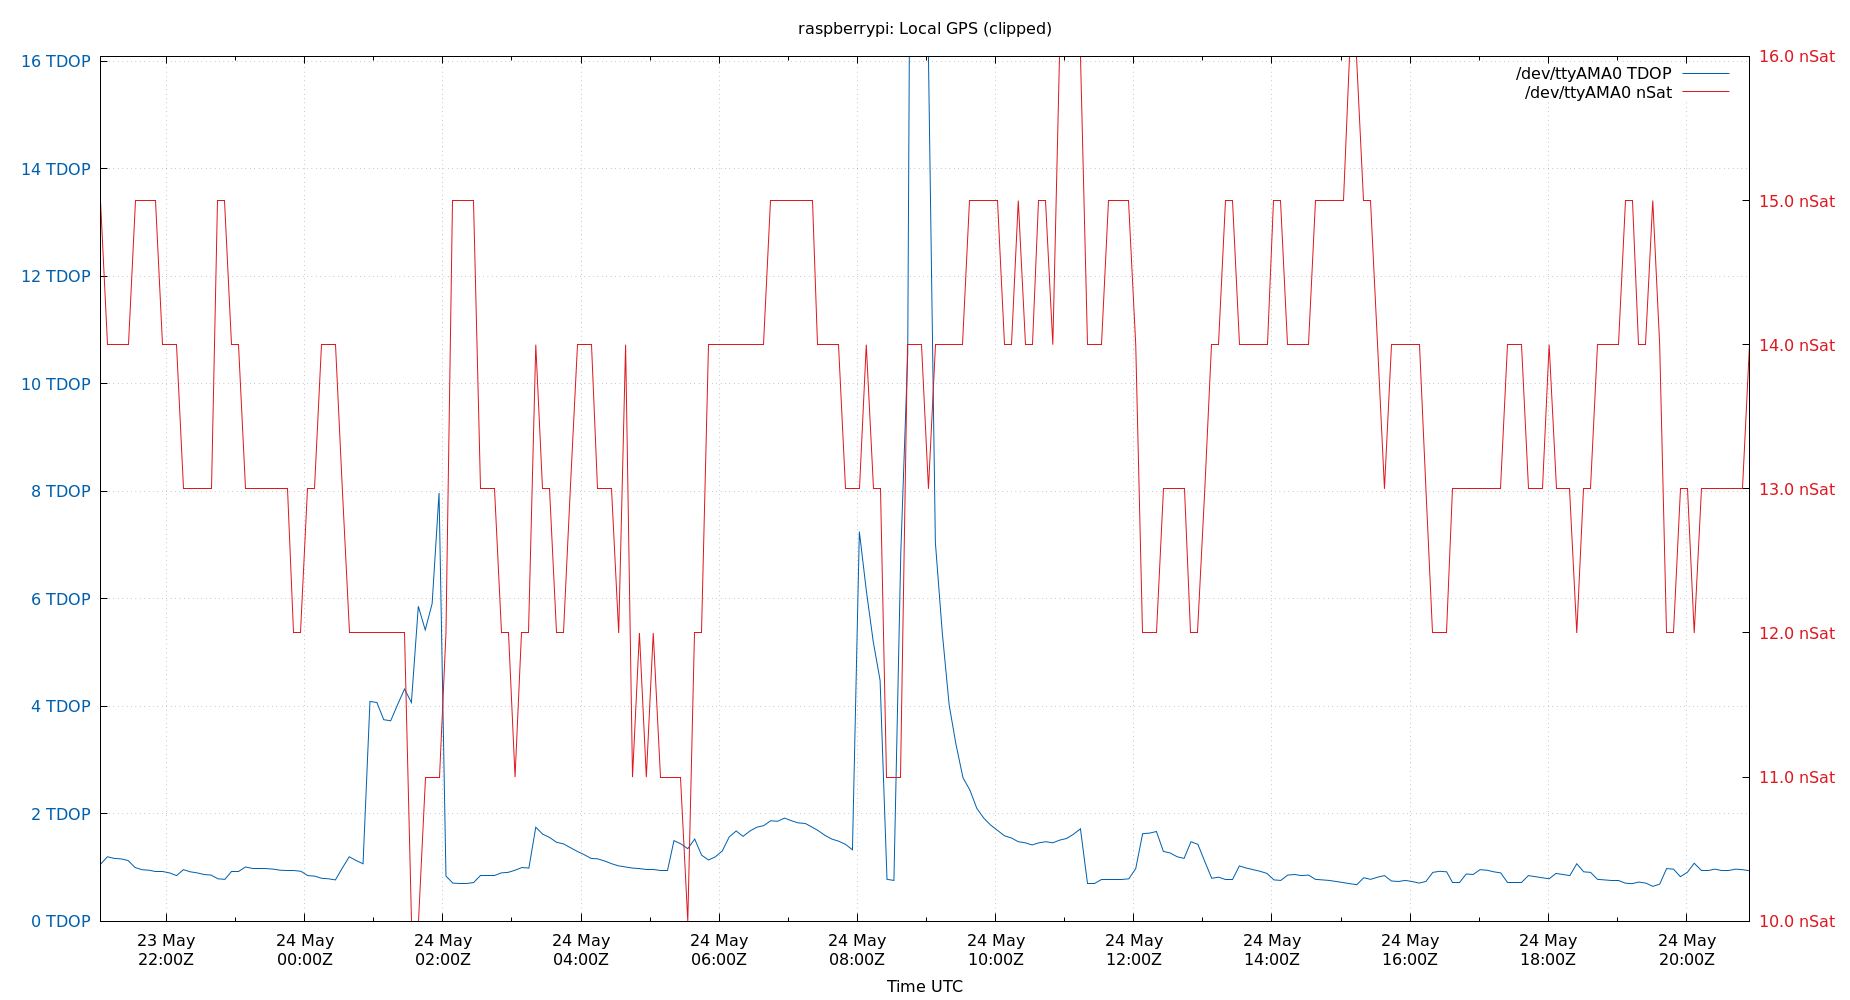 raspberrypi: Local GPS (clipped)
/dev/ttyAMA0 TDOP
/dev/ttyAMA0 nSat
16 TDOP
14 TDOP
12 TDOP
10 TDOP
8 TDOP
6 TDOP
4 TDOP
2 TDOP
0 TDOP
16.0 nSat
15.0 nSat
14.0 nSat
13.0 nSat
12.0 nSat
11.0 nSat
10.0 nSat
23 May
22:00Z
24 May
00:00Z
24 May
02:00Z
24 May
04:00Z
24 May
06:00Z
24 May
08:00Z
24 May
10:00Z
24 May
12:00Z
24 May
14:00Z
24 May
16:00Z
24 May
18:00Z
24 May
20:00Z
Time UTC